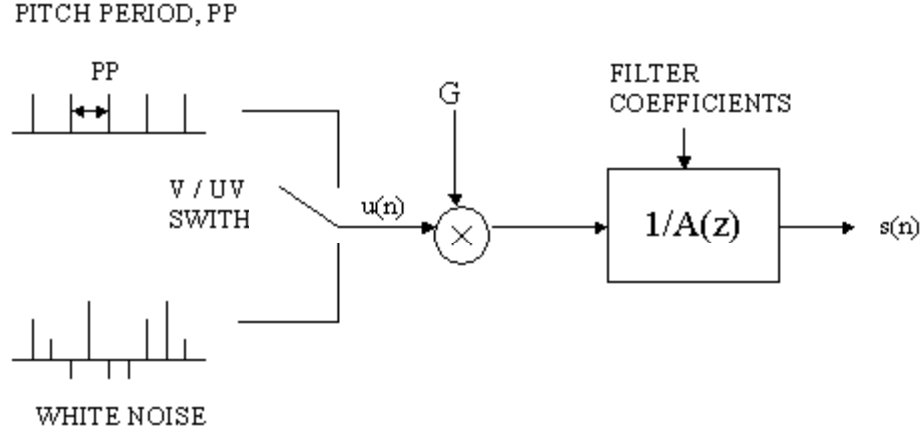 PITCH PERIOD, PP
PP
G
FILTER
COEFFICIENTS
V / UV
SWITH
u(n)
1/A(z)
s(n)
WHITE NOISE